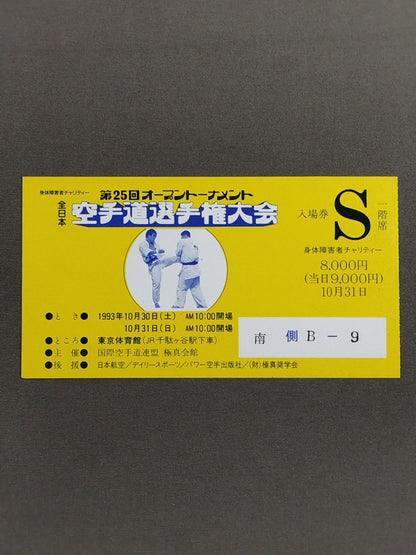 身体障害者チャリティー
第25回オープントーナメント
全日本
空手道選手権大会
●と き● 1993年10月30日(土) AM10:00開場
10月31日(日) AM10:00開場
●ところ● 東京体育館(JR千駄ヶ谷駅下車)
●主 催● 国際空手道連盟 極真会館
●後 援● 日本航空/デイリースポーツ/パワー空手出版社/(財)極真奨学会
入場券 S 一階席
身体障害者チャリティー
8,000円
(当日9,000円)
10月31日
南 側 B － 9